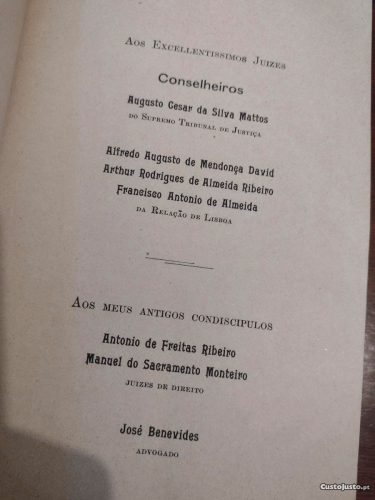 Aos Excellentissimos Juizes
Conselheiros
Augusto Cesar da Silva Mattos
do Supremo Tribunal de Justiça
Alfredo Augusto de Mendonça David
Arthur Rodrigues de Almeida Ribeiro
Francisco Antonio de Almeida
da Relação de Lisboa
Aos meus antigos condiscipulos
Antonio de Freitas Ribeiro
Manuel do Sacramento Monteiro
juizes de direito
José Benevides
advogado
CustoJusto.pt